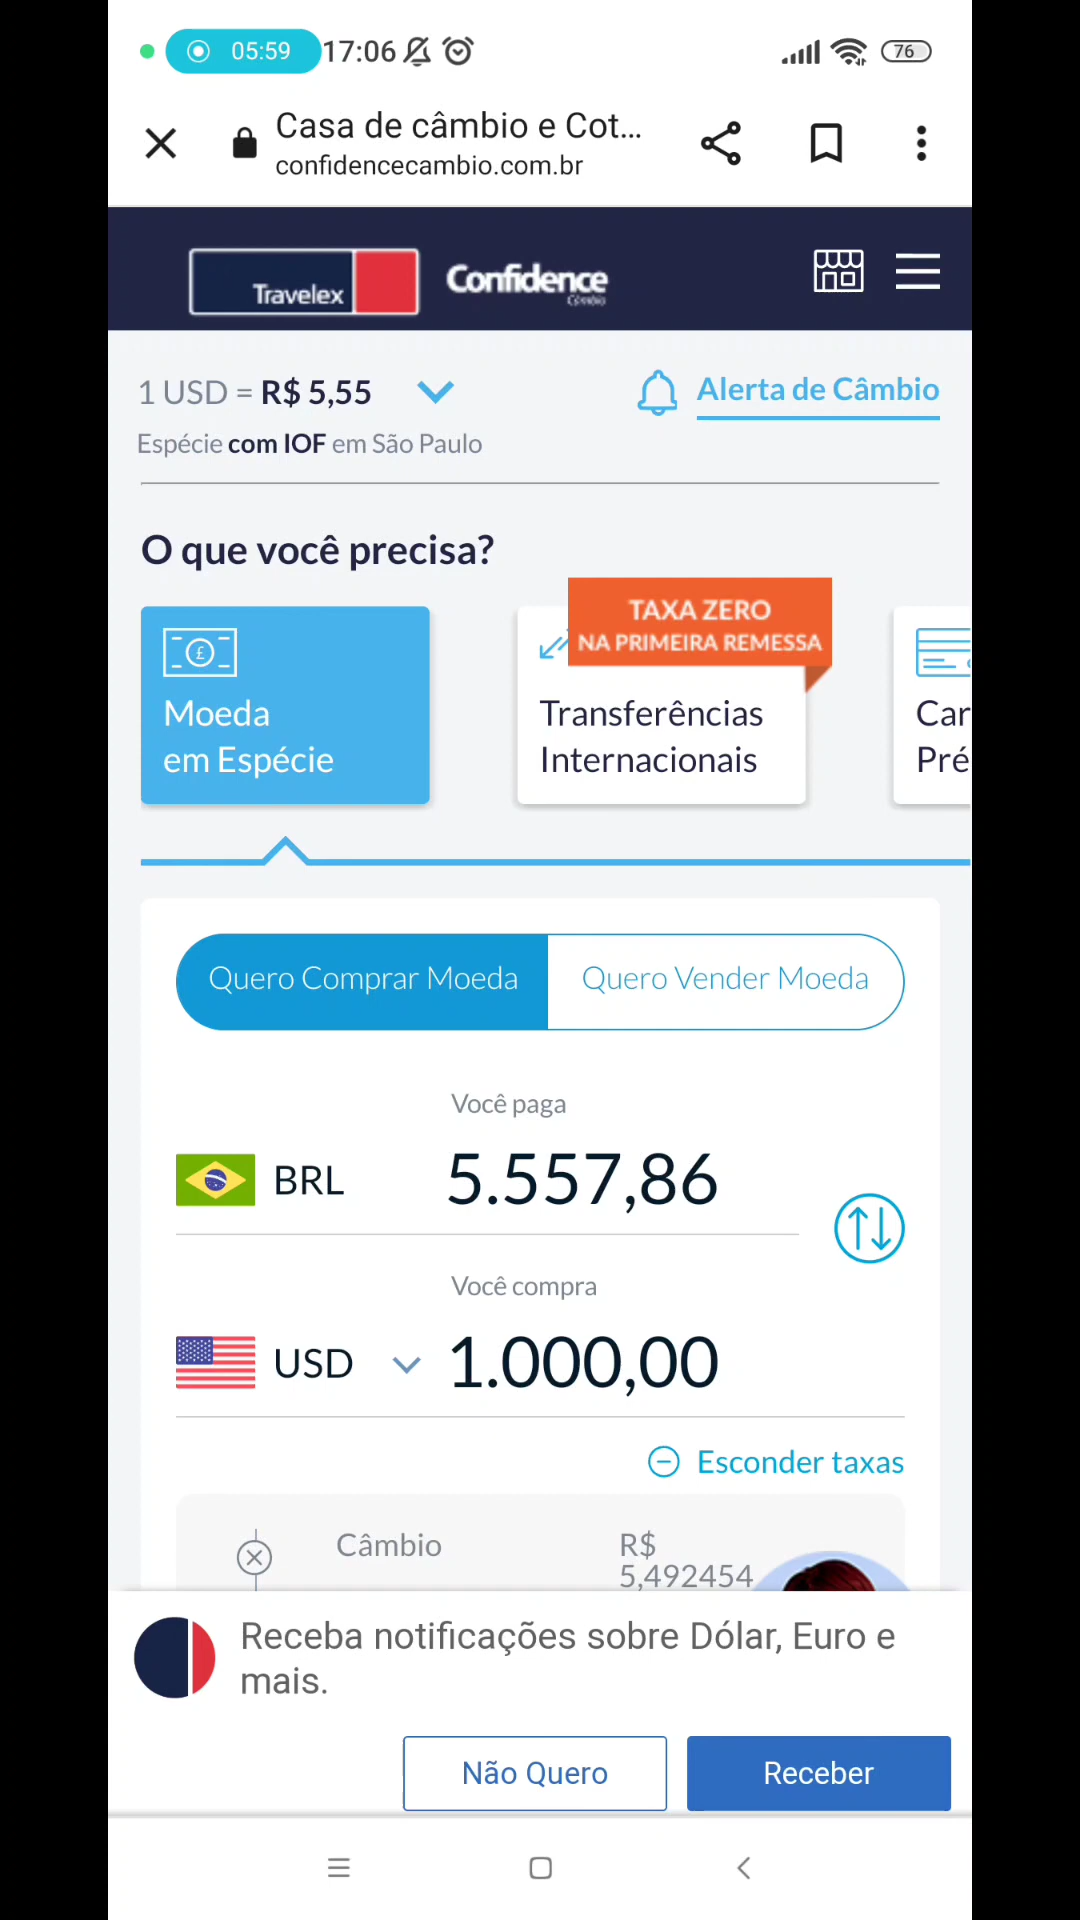 05:59 17:06 76
Casa de câmbio e Cot...
confidencecambio.com.br
Travelex Confidence
Câmbio
1 USD = R$ 5,55 Alerta de Câmbio
Espécie com IOF em São Paulo
O que você precisa?
TAXA ZERO
NA PRIMEIRA REMESSA
Moeda Transferências Car
em Espécie Internacionais Pré
Quero Comprar Moeda Quero Vender Moeda
Você paga
BRL 5.557,86
Você compra
USD 1.000,00
Esconder taxas
Câmbio R$
5,492454
Receba notificações sobre Dólar, Euro e
mais.
Não Quero Receber